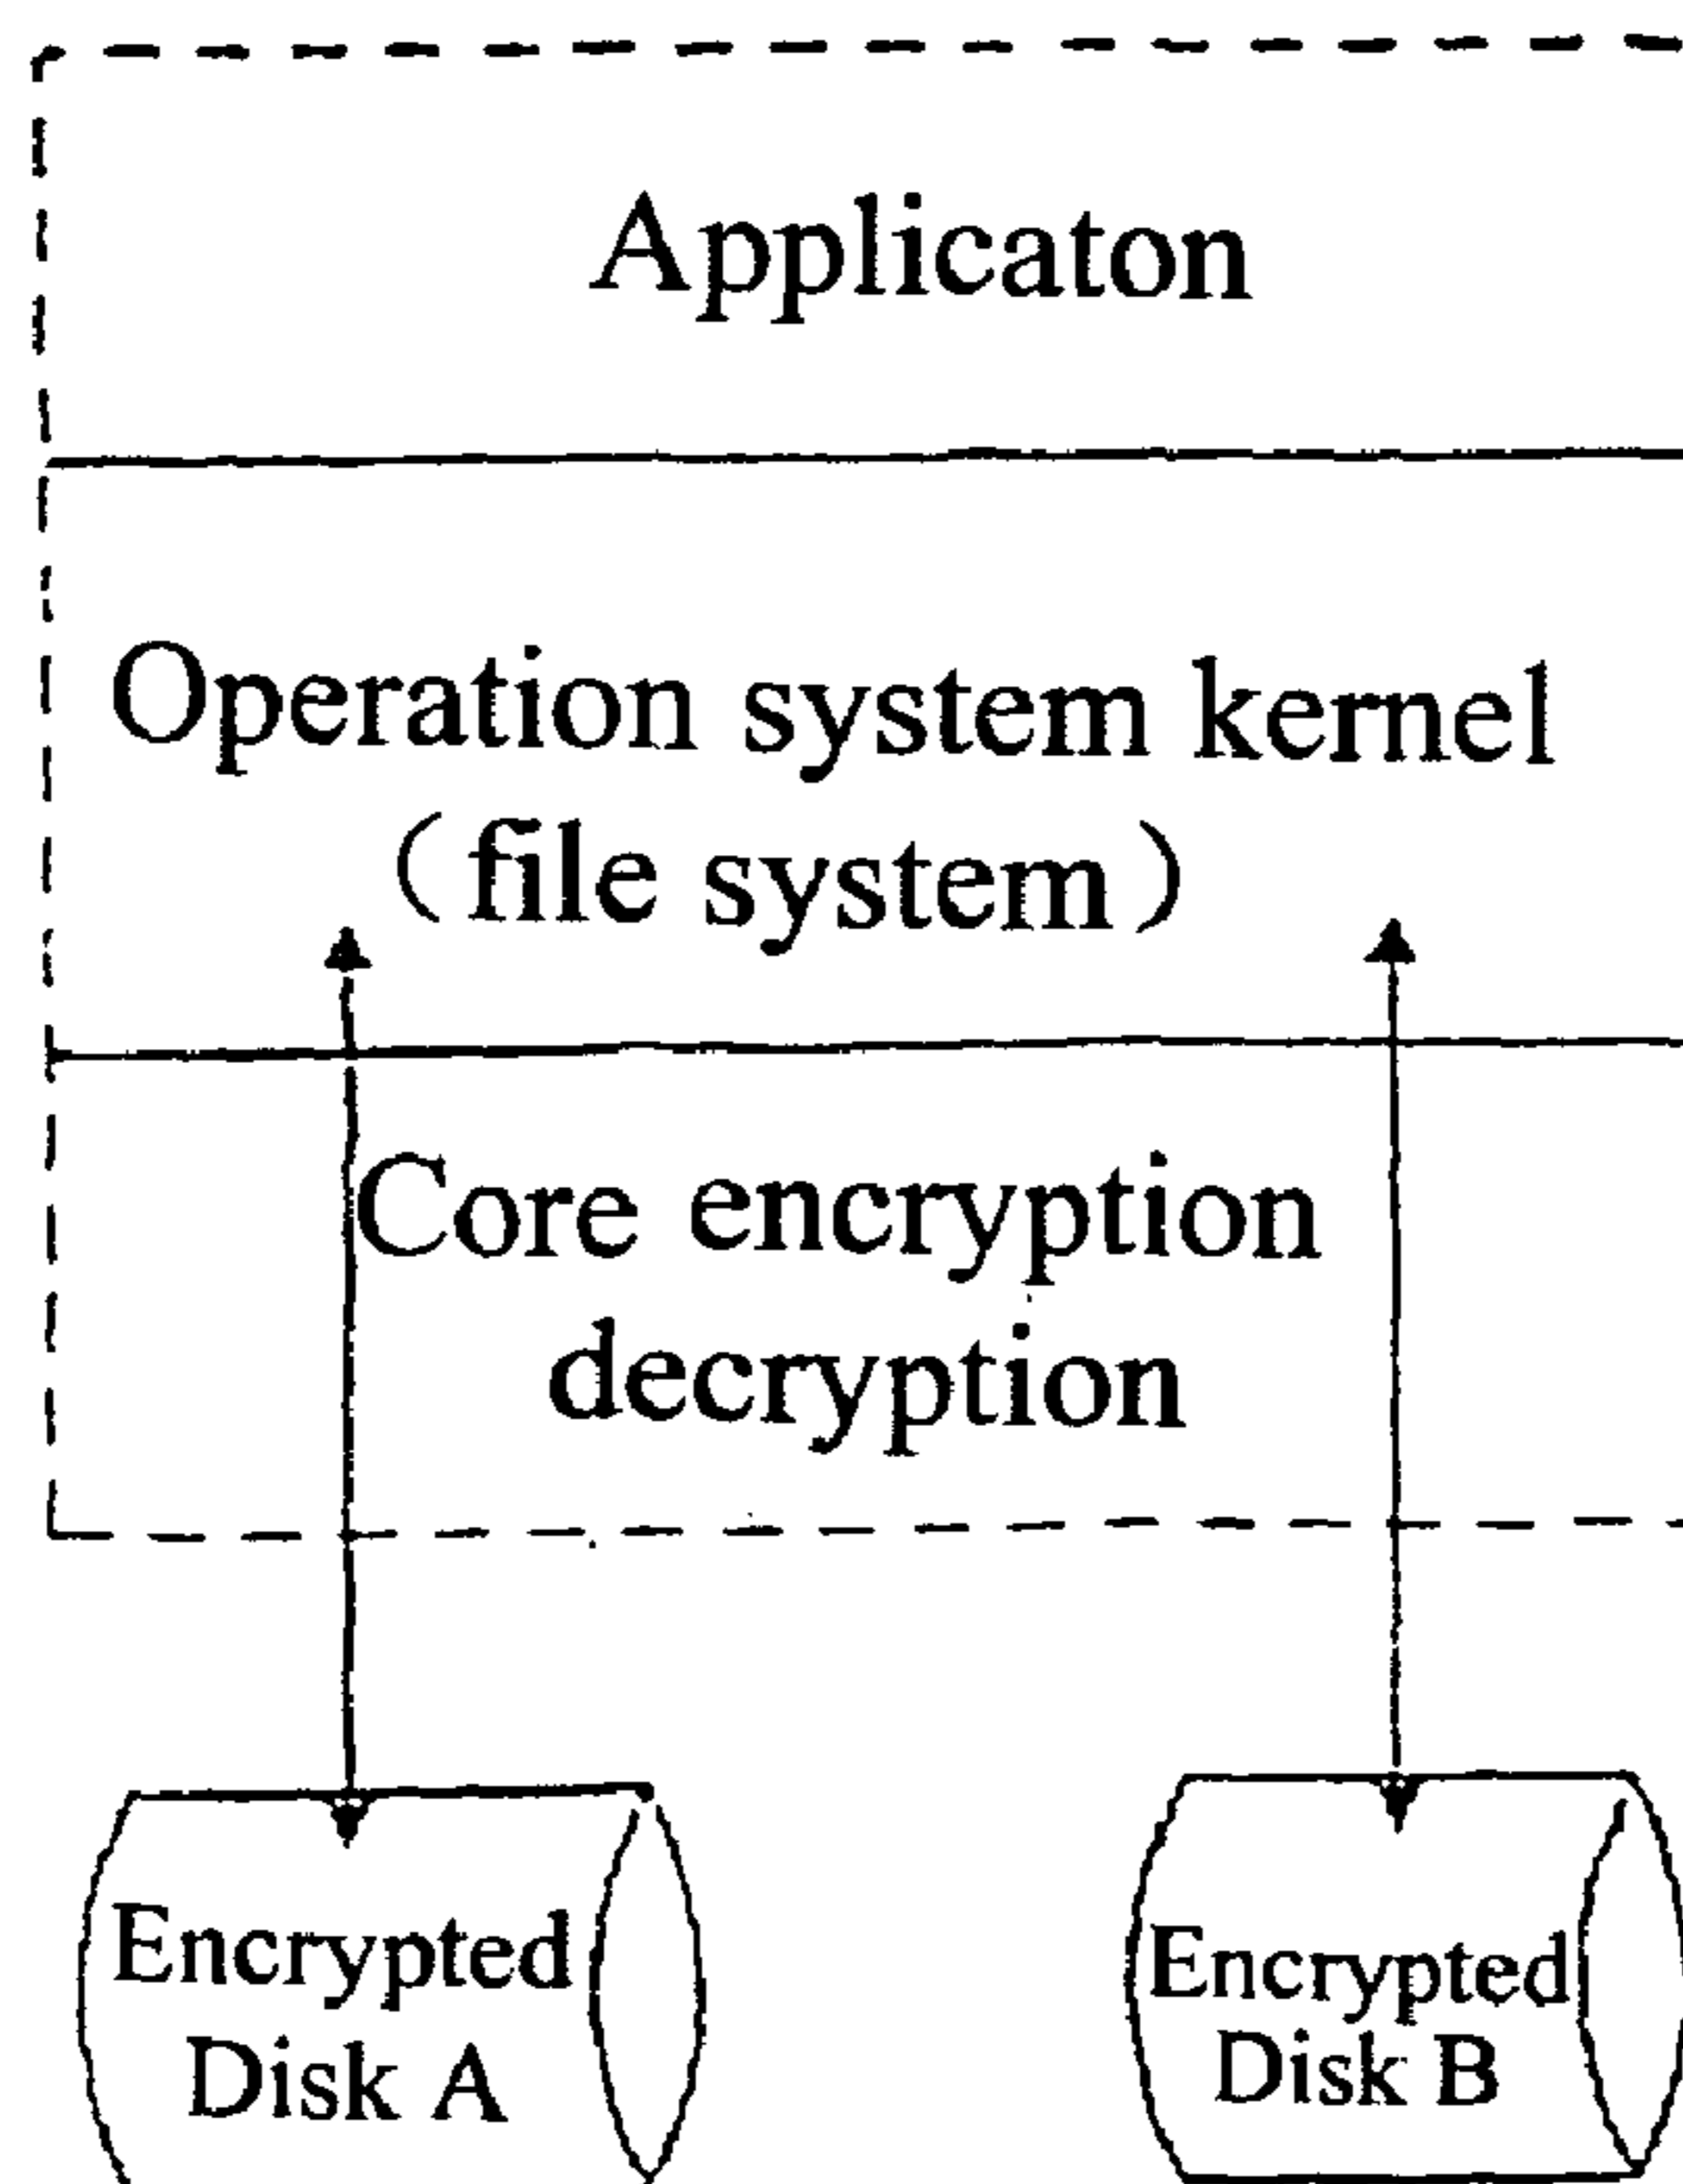 Applicaton
Operation system kernel
(file system)
Core encryption
decryption
Encrypted
Disk A
Encrypted
Disk B